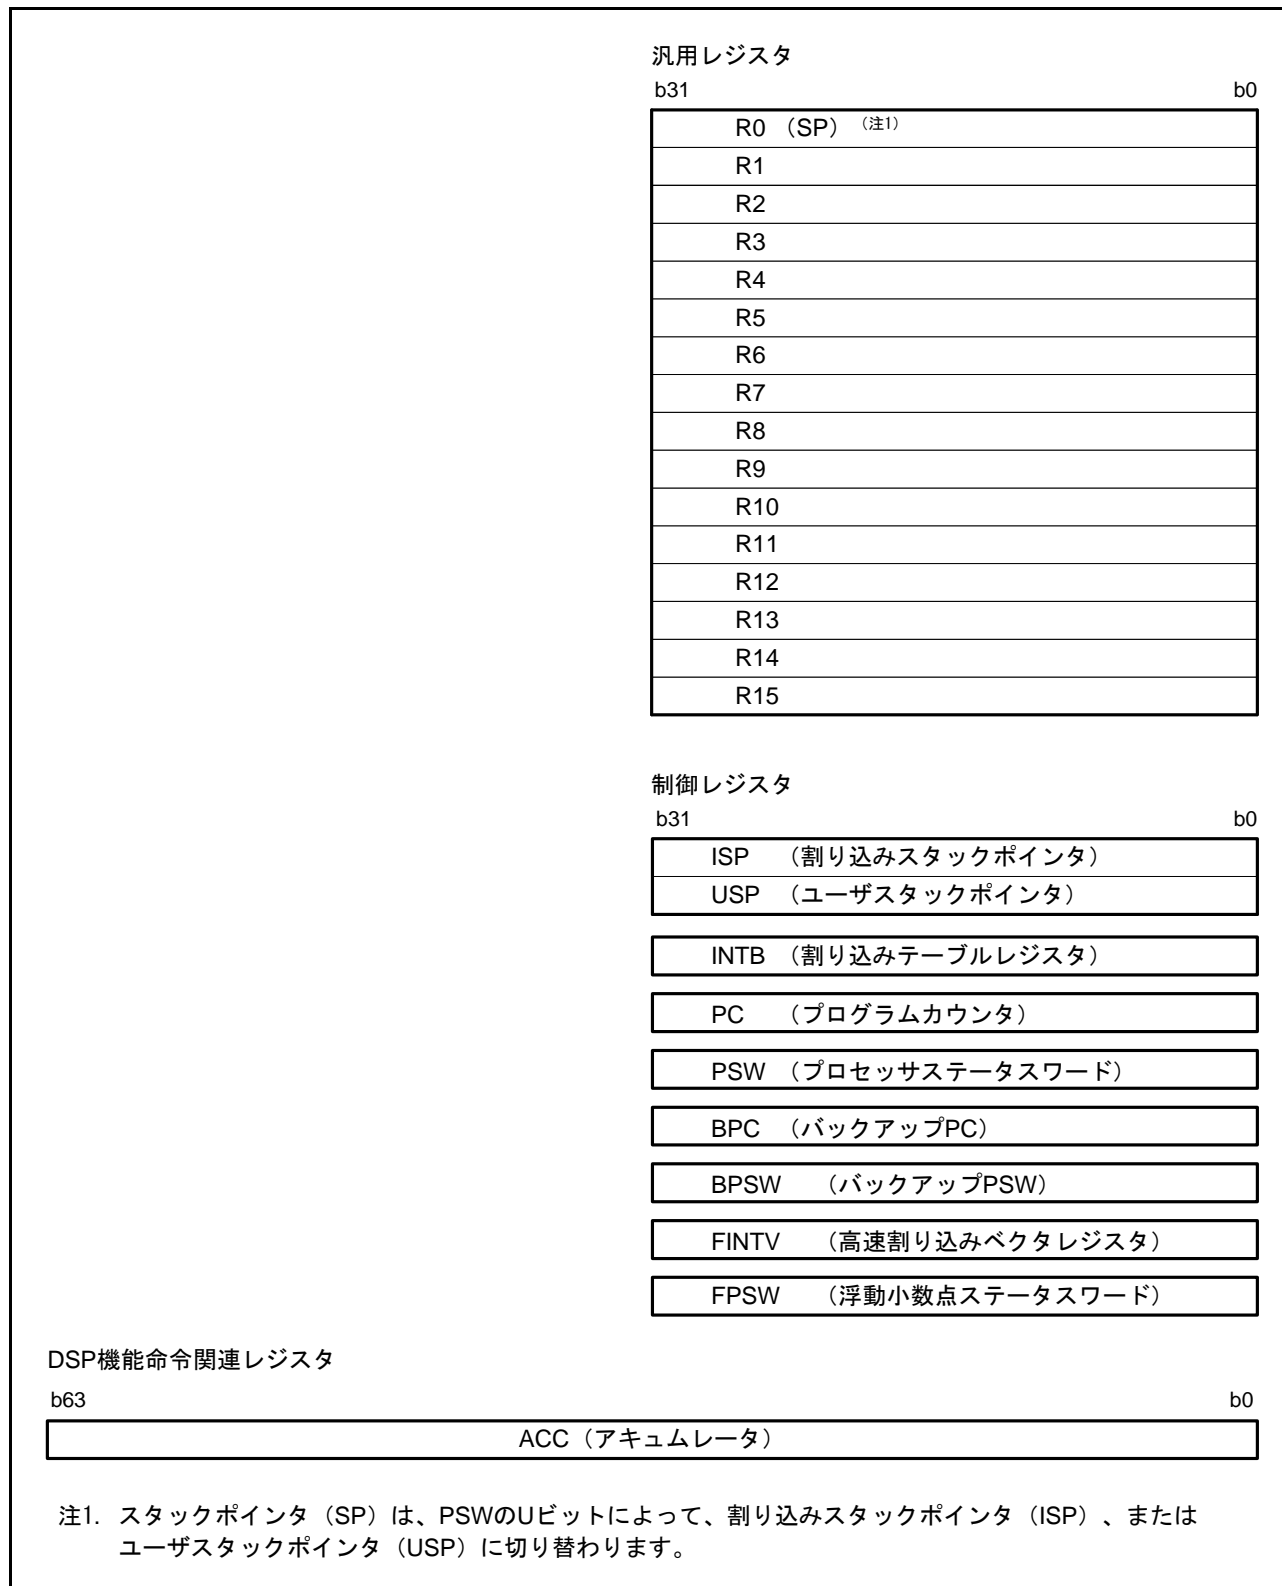 汎用レジスタ
b31 b0
R0 （SP） （注1）
R1
R2
R3
R4
R5
R6
R7
R8
R9
R10
R11
R12
R13
R14
R15
制御レジスタ
b31 b0
ISP （割り込みスタックポインタ）
USP （ユーザスタックポインタ）
INTB （割り込みテーブルレジスタ）
PC （プログラムカウンタ）
PSW （プロセッサステータスワード）
BPC （バックアップPC）
BPSW （バックアップPSW）
FINTV （高速割り込みベクタレジスタ）
FPSW （浮動小数点ステータスワード）
DSP機能命令関連レジスタ
b63 b0
ACC（アキュムレータ）
注1. スタックポインタ（SP）は、PSWのUビットによって、割り込みスタックポインタ（ISP）、または
ユーザスタックポインタ（USP）に切り替わります。